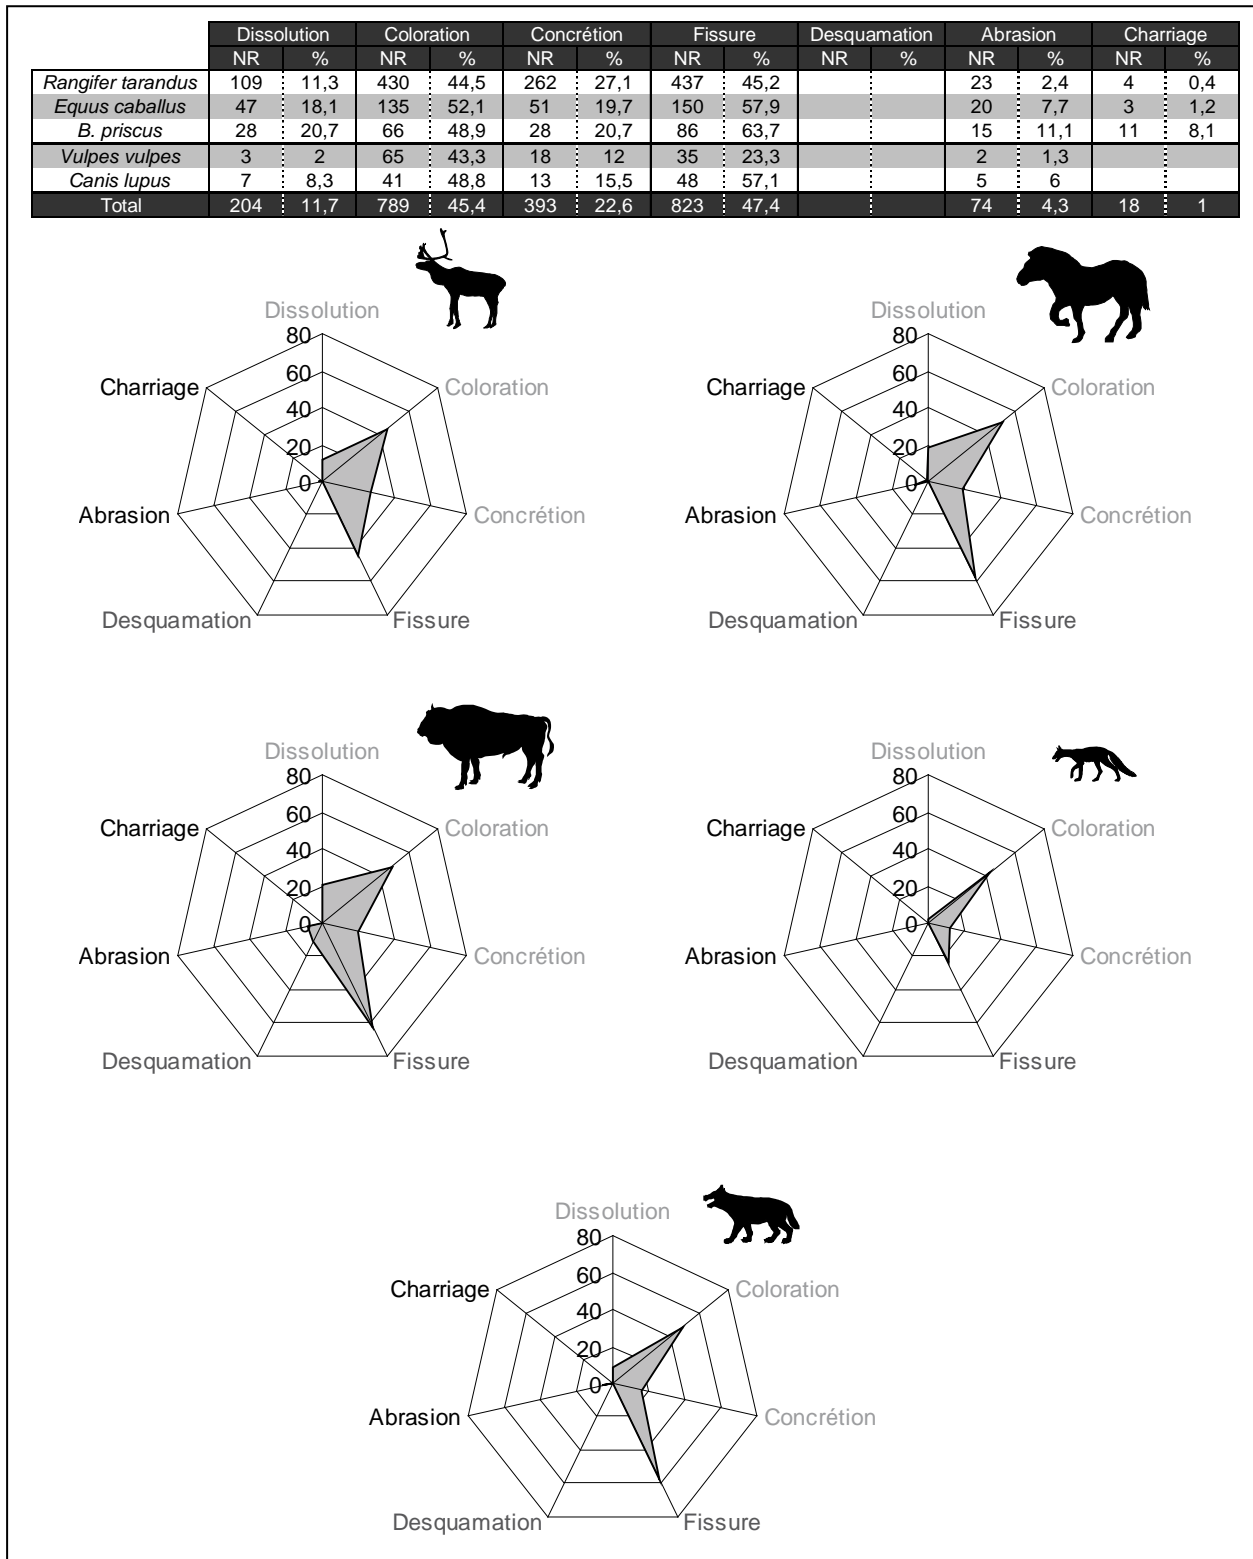 Dissolution Coloration Concrétion Fissure Desquamation Abrasion Charriage
NR % NR % NR % NR % NR % NR % NR %
Rangifer tarandus 109 11,3 430 44,5 262 27,1 437 45,2 23 2,4 4 0,4
Equus caballus 47 18,1 135 52,1 51 19,7 150 57,9 20 7,7 3 1,2
B. priscus 28 20,7 66 48,9 28 20,7 86 63,7 15 11,1 11 8,1
Vulpes vulpes 3 2 65 43,3 18 12 35 23,3 2 1,3
Canis lupus 7 8,3 41 48,8 13 15,5 48 57,1 5 6
Total 204 11,7 789 45,4 393 22,6 823 47,4 74 4,3 18 1
Dissolution
80
60
40
20
0
Coloration
Concrétion
Fissure
Desquamation
Abrasion
Charriage
Dissolution
80
60
40
20
0
Coloration
Concrétion
Fissure
Desquamation
Abrasion
Charriage
Dissolution
80
60
40
20
0
Coloration
Concrétion
Fissure
Desquamation
Abrasion
Charriage
Dissolution
80
60
40
20
0
Coloration
Concrétion
Fissure
Desquamation
Abrasion
Charriage
Dissolution
80
60
40
20
0
Coloration
Concrétion
Fissure
Desquamation
Abrasion
Charriage